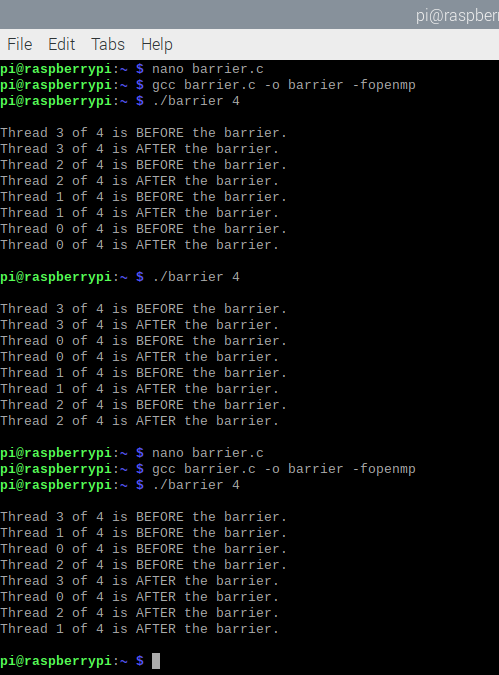 pi@raspberr
File Edit Tabs Help
pi@raspberrypi:~ $ nano barrier.c
pi@raspberrypi:~ $ gcc barrier.c -o barrier -fopenmp
pi@raspberrypi:~ $ ./barrier 4
Thread 3 of 4 is BEFORE the barrier.
Thread 3 of 4 is AFTER the barrier.
Thread 2 of 4 is BEFORE the barrier.
Thread 2 of 4 is AFTER the barrier.
Thread 1 of 4 is BEFORE the barrier.
Thread 1 of 4 is AFTER the barrier.
Thread 0 of 4 is BEFORE the barrier.
Thread 0 of 4 is AFTER the barrier.
pi@raspberrypi:~ $ ./barrier 4
Thread 3 of 4 is BEFORE the barrier.
Thread 3 of 4 is AFTER the barrier.
Thread 0 of 4 is BEFORE the barrier.
Thread 0 of 4 is AFTER the barrier.
Thread 1 of 4 is BEFORE the barrier.
Thread 1 of 4 is AFTER the barrier.
Thread 2 of 4 is BEFORE the barrier.
Thread 2 of 4 is AFTER the barrier.
pi@raspberrypi:~ $ nano barrier.c
pi@raspberrypi:~ $ gcc barrier.c -o barrier -fopenmp
pi@raspberrypi:~ $ ./barrier 4
Thread 3 of 4 is BEFORE the barrier.
Thread 1 of 4 is BEFORE the barrier.
Thread 0 of 4 is BEFORE the barrier.
Thread 2 of 4 is BEFORE the barrier.
Thread 3 of 4 is AFTER the barrier.
Thread 0 of 4 is AFTER the barrier.
Thread 2 of 4 is AFTER the barrier.
Thread 1 of 4 is AFTER the barrier.
pi@raspberrypi:~ $